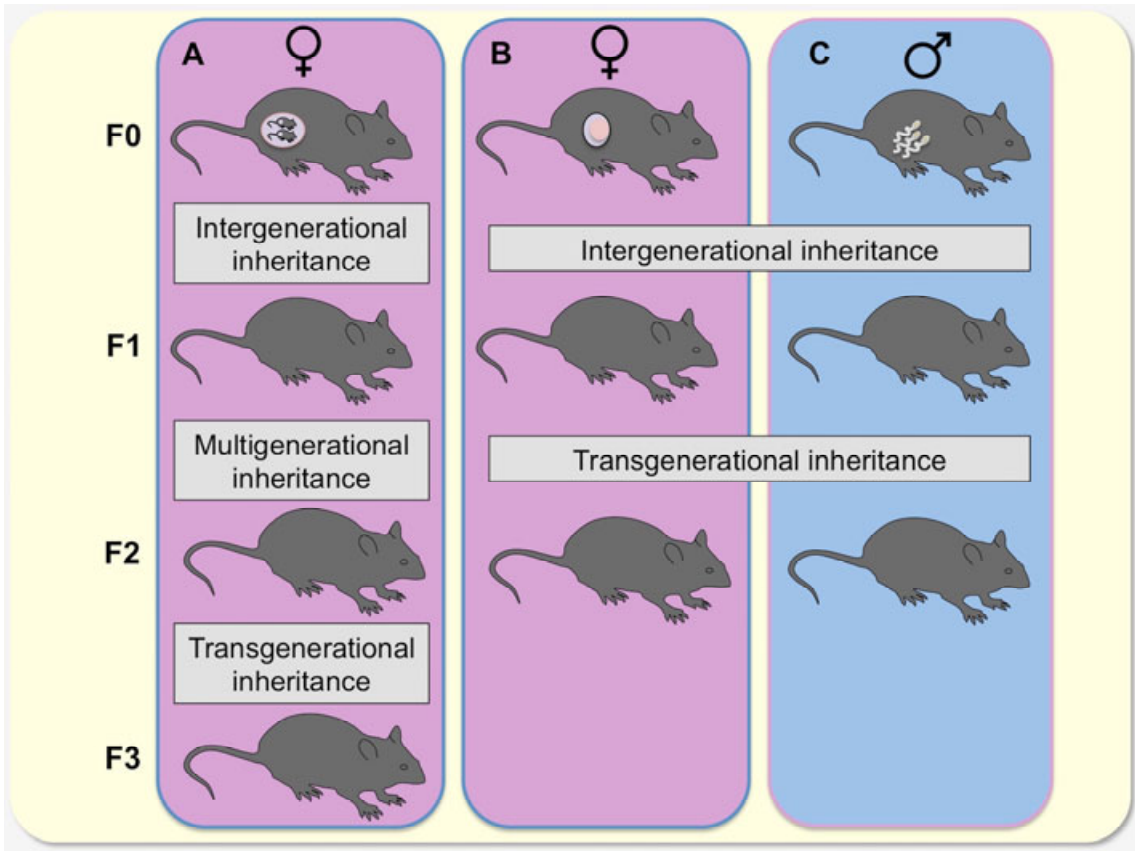 A ♀
B ♀
C ♂
F0
Intergenerational
inheritance
Intergenerational inheritance
F1
Multigenerational
inheritance
Transgenerational inheritance
F2
Transgenerational
inheritance
F3